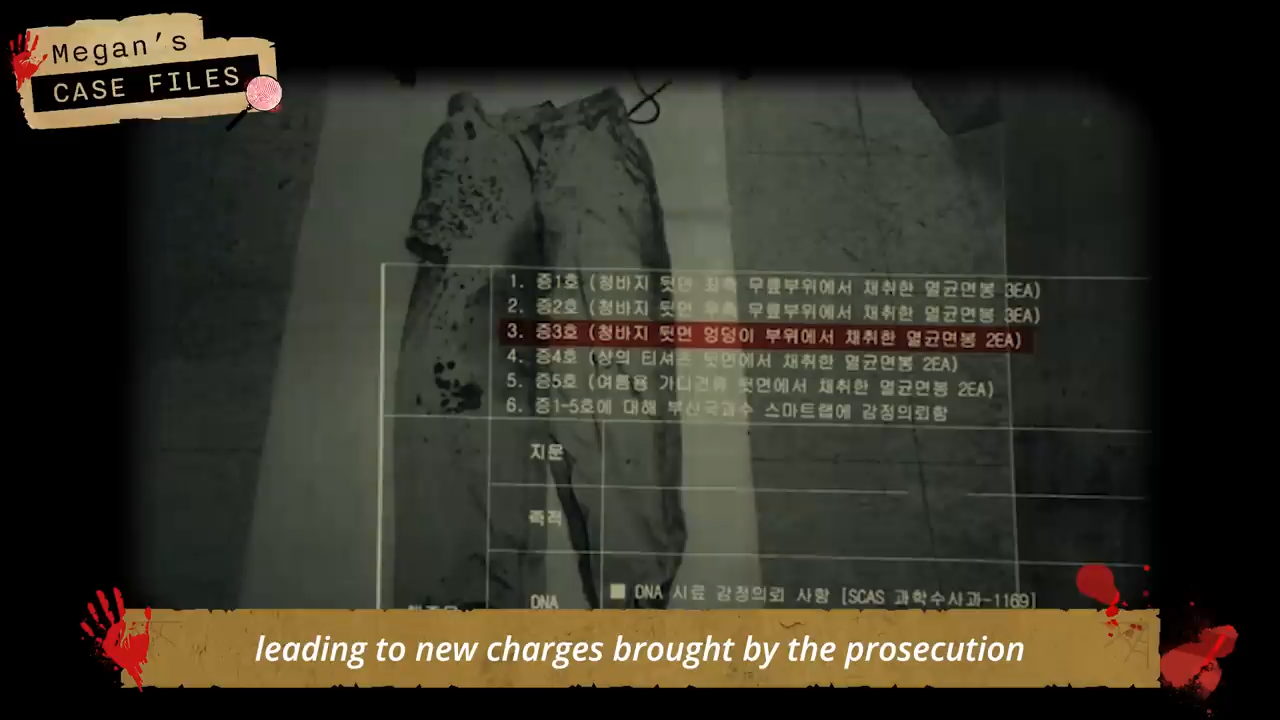 Megan's
CASE FILES
1. 증1호 (청바지 뒷면 좌측 무릎부위에서 채취한 멸균면봉 3EA)
2. 증2호 (청바지 뒷면 우측 무릎부위에서 채취한 멸균면봉 3EA)
3. 증3호 (청바지 뒷면 엉덩이 부위에서 채취한 멸균면봉 2EA)
4. 증4호 (상의 티셔츠 뒷면에서 채취한 멸균면봉 2EA)
5. 증5호 (여름용 가디건류 뒷면에서 채취한 멸균면봉 2EA)
6. 증1-5호에 대해 부산국과수 스마트랩에 감정의뢰함
지문
족적
DNA
■ DNA 시료 감정의뢰 사항 [SCAS 과학수사과-1169]
leading to new charges brought by the prosecution